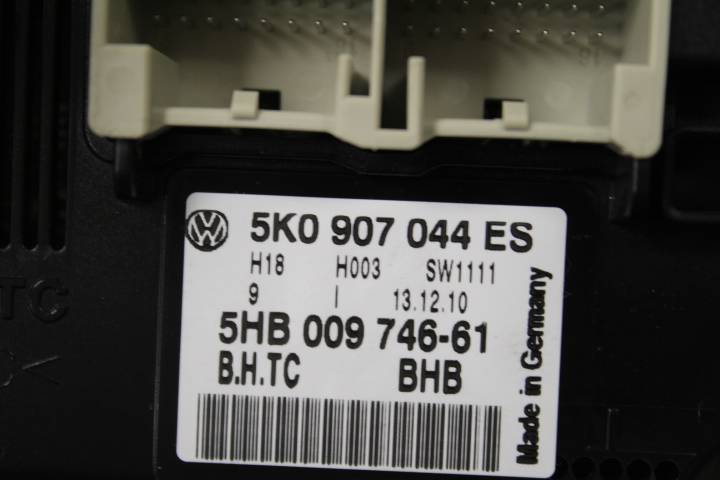 5K0 907 044 ES
H18 H003 SW1111
9 I 13.12.10
5HB 009 746-61
B.H.TC BHB
Made in Germany
TC